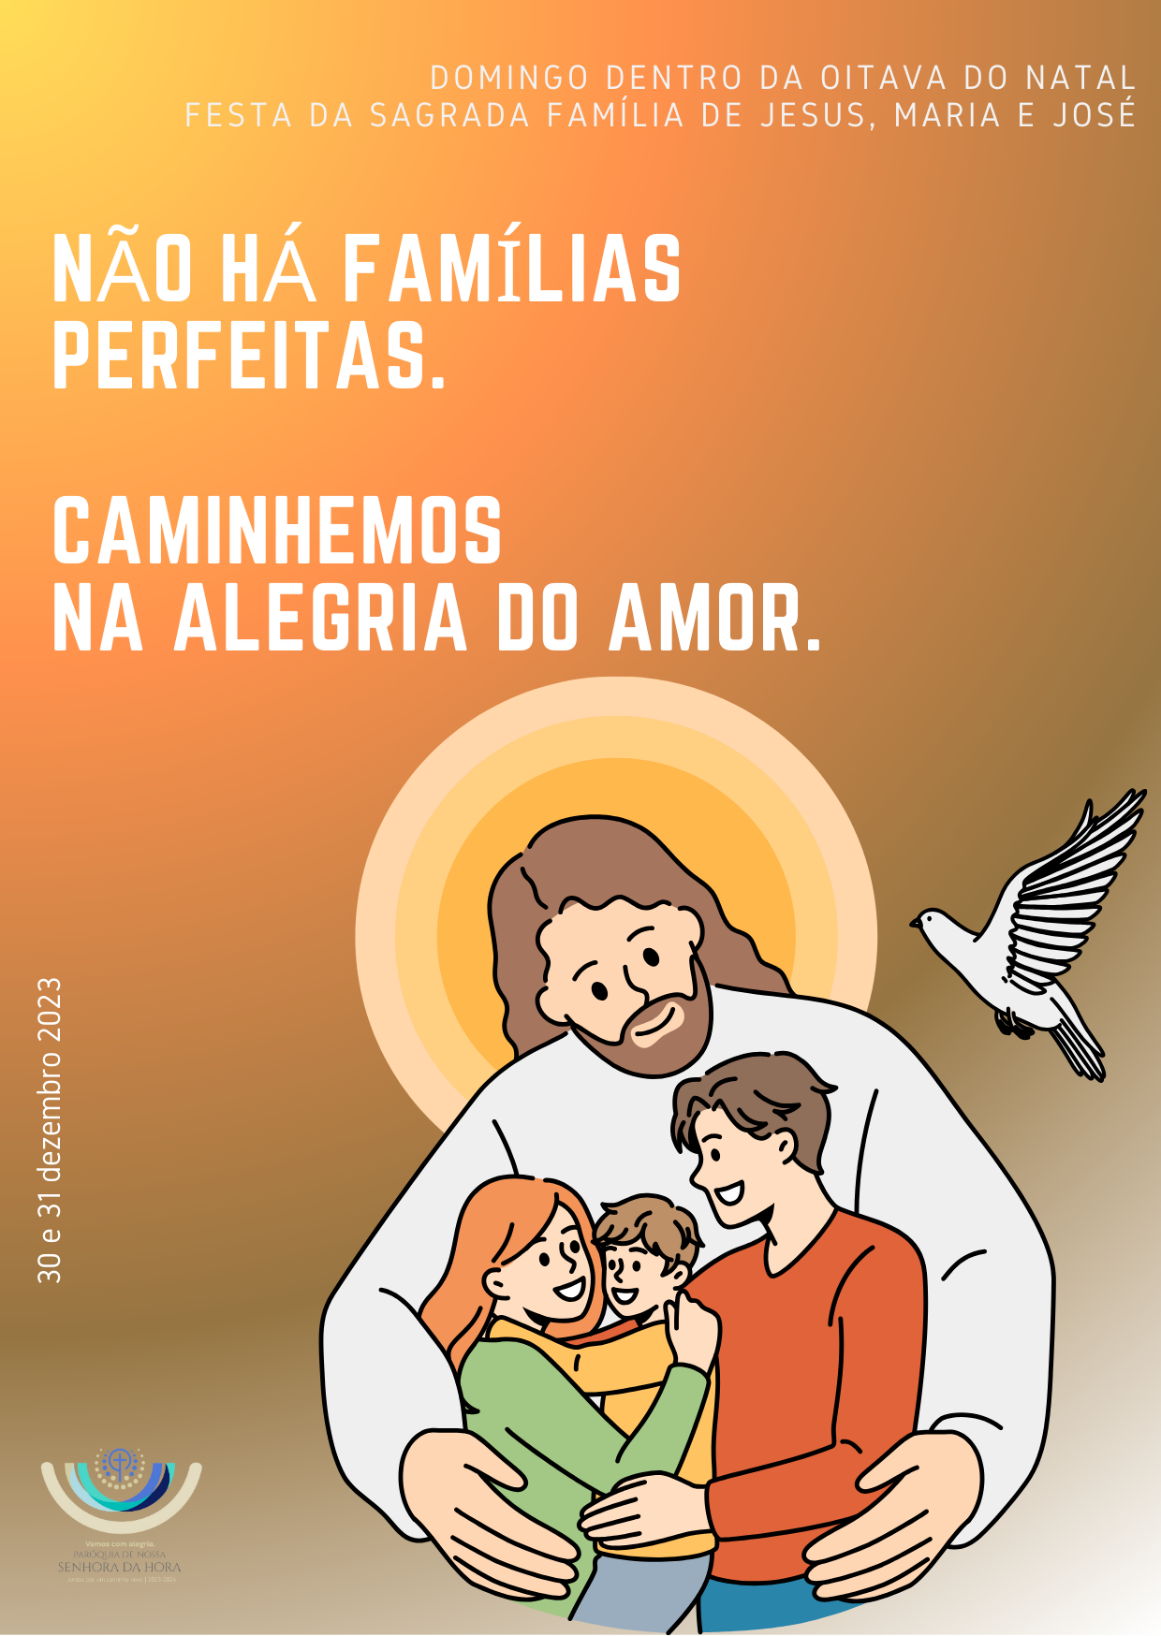 DOMINGO DENTRO DA OITAVA DO NATAL
FESTA DA SAGRADA FAMÍLIA DE JESUS, MARIA E JOSÉ
NÃO HÁ FAMÍLIAS
PERFEITAS.
CAMINHEMOS
NA ALEGRIA DO AMOR.
30 e 31 dezembro 2023
Vamos com alegria.
PARÓQUIA DE NOSSA
SENHORA DA HORA